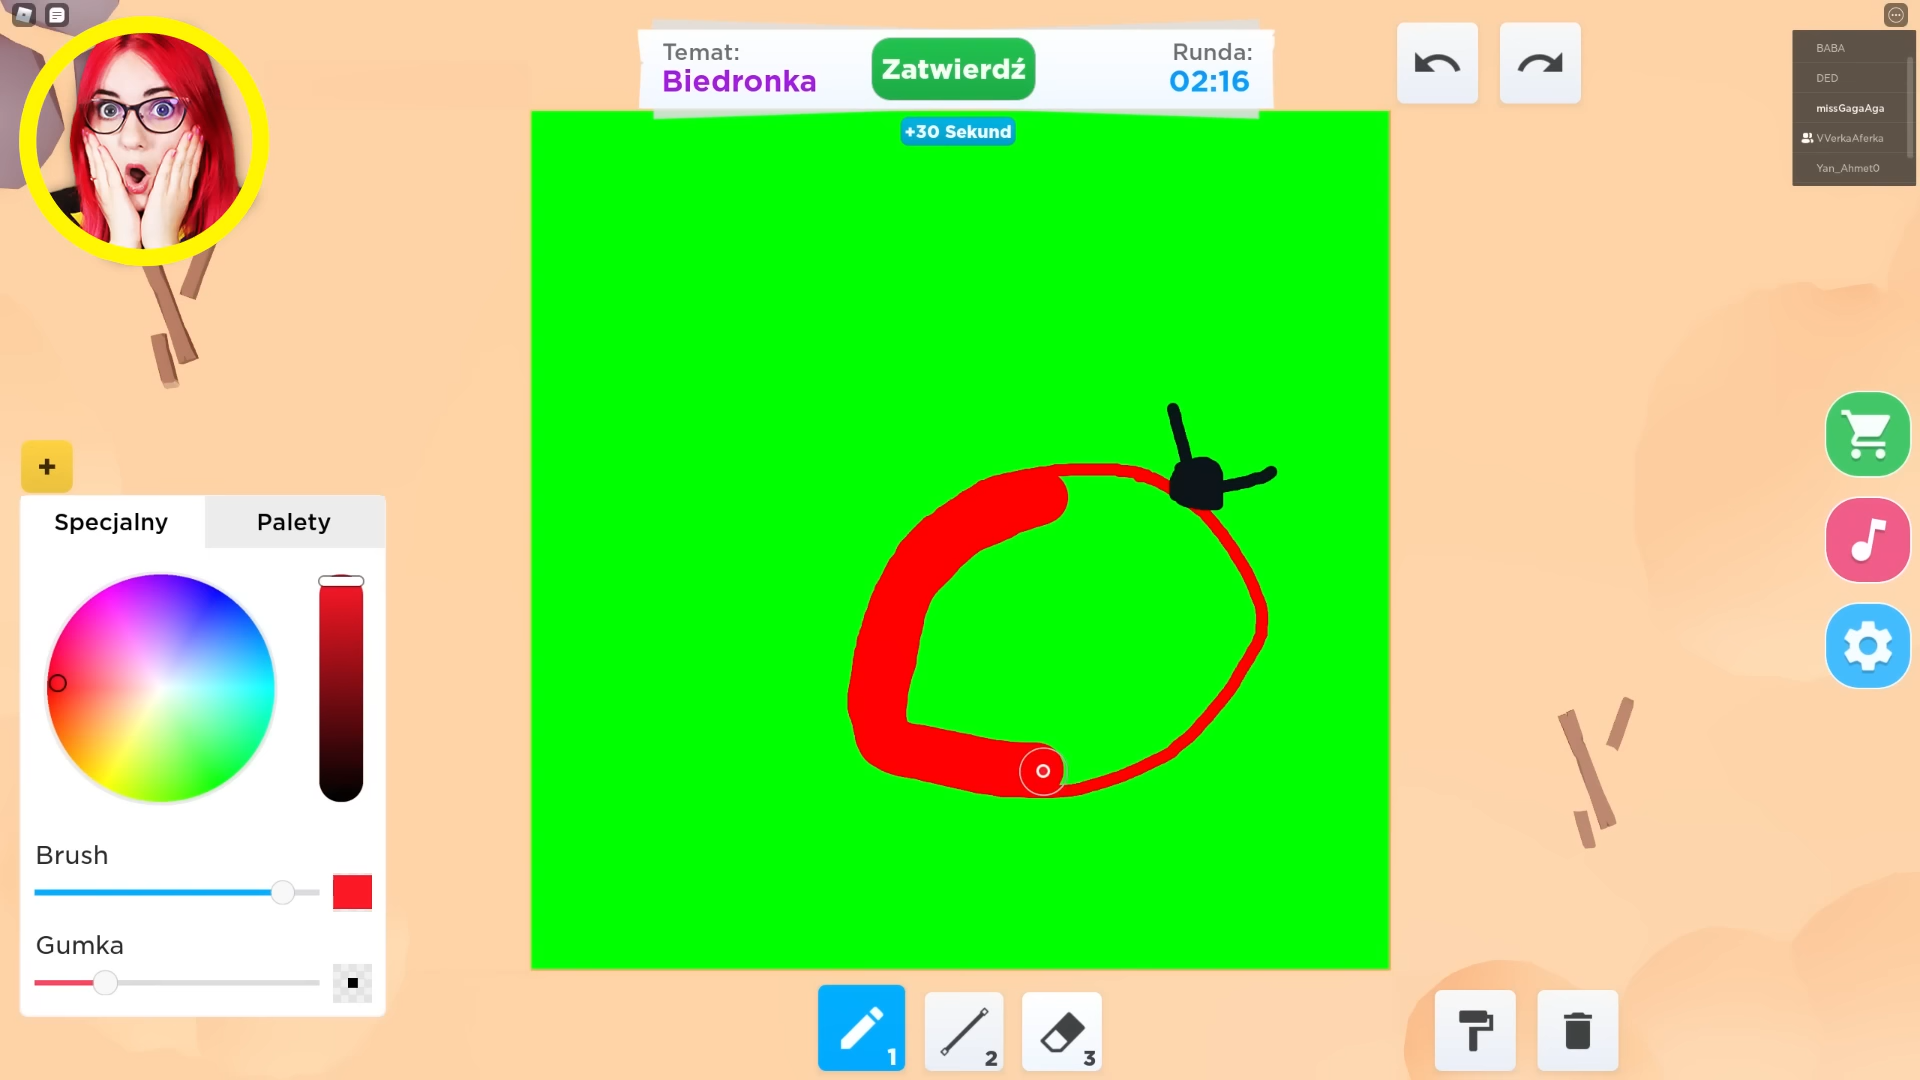 Temat:
Biedronka
Zatwierdź
Runda:
02:16
+30 Sekund
BABA
DED
missGagaAga
VVerkaAferka
Yan_Ahmet0
+
Specjalny
Palety
Brush
Gumka
1
2
3